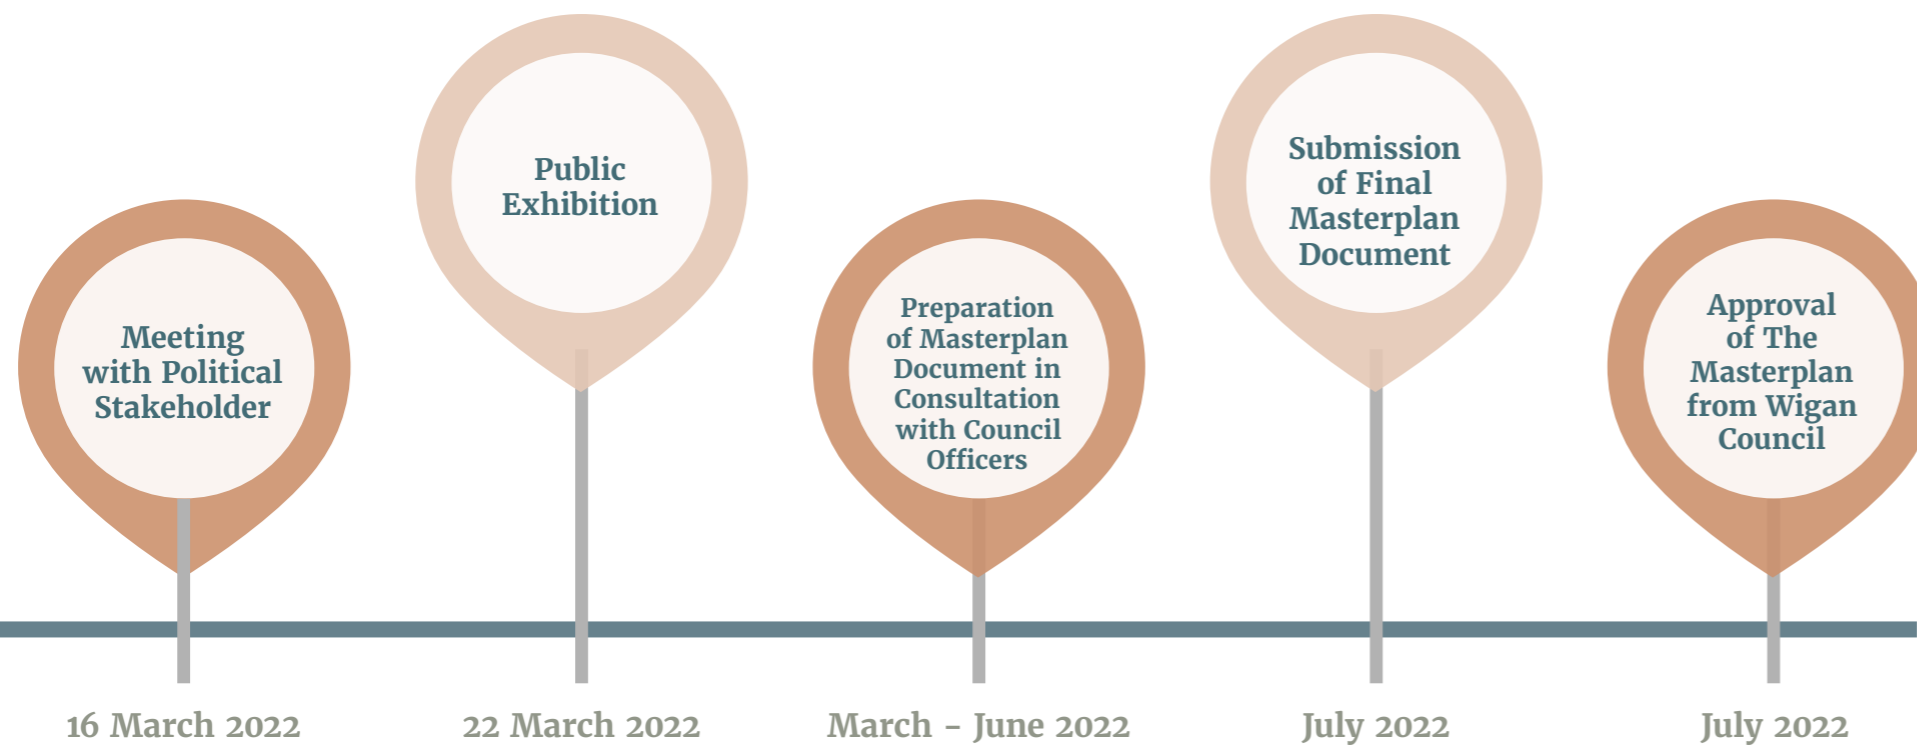 Meeting
with Political
Stakeholder
16 March 2022
Public
Exhibition
22 March 2022
Preparation
of Masterplan
Document in
Consultation
with Council
Officers
March - June 2022
Submission
of Final
Masterplan
Document
July 2022
Approval
of The
Masterplan
from Wigan
Council
July 2022